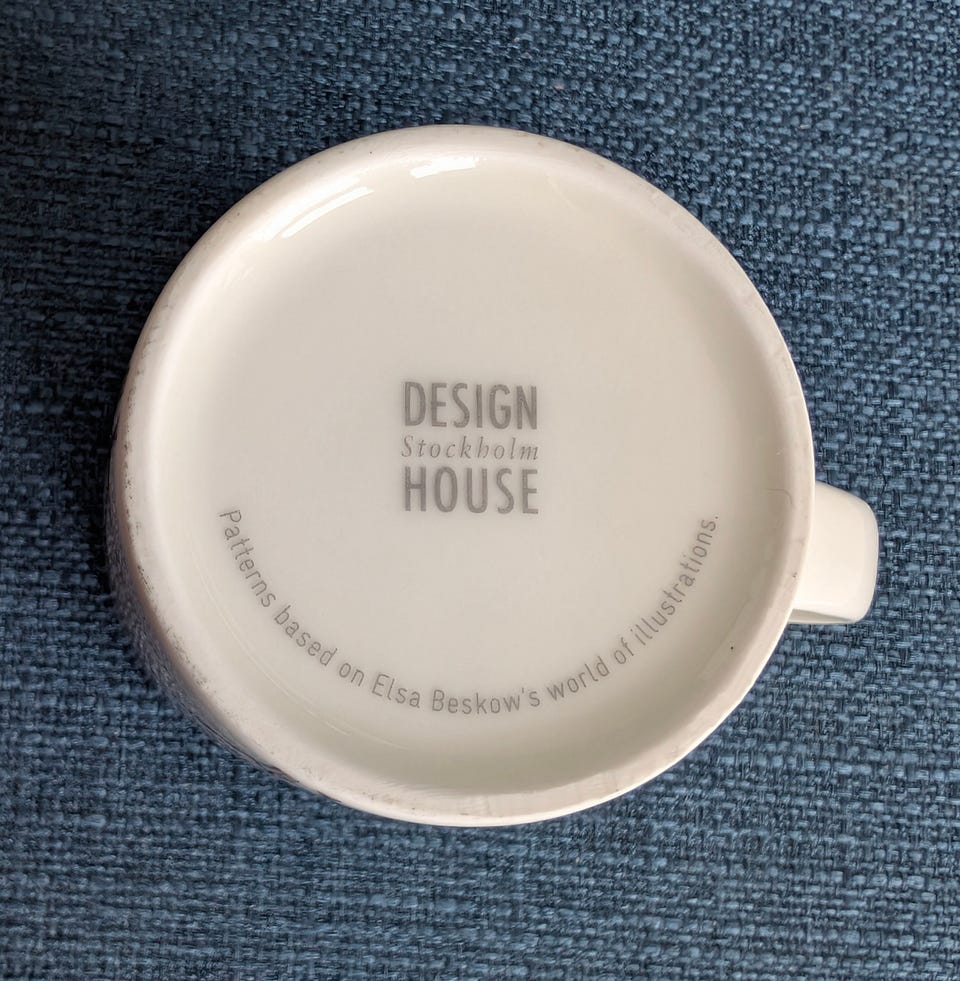 DESIGN
Stockholm
HOUSE
Patterns based on Elsa Beskow's world of illustrations.